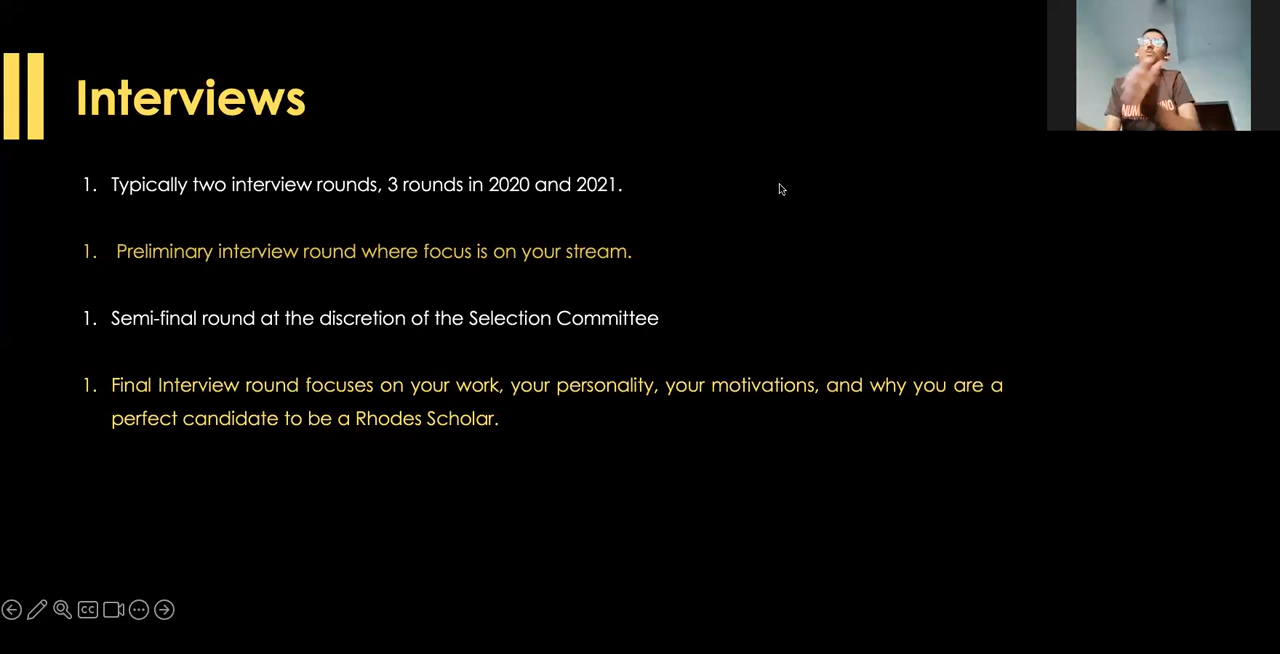 Interviews
1. Typically two interview rounds, 3 rounds in 2020 and 2021.
1. Preliminary interview round where focus is on your stream.
1. Semi-final round at the discretion of the Selection Committee
1. Final Interview round focuses on your work, your personality, your motivations, and why you are a
perfect candidate to be a Rhodes Scholar.
CC